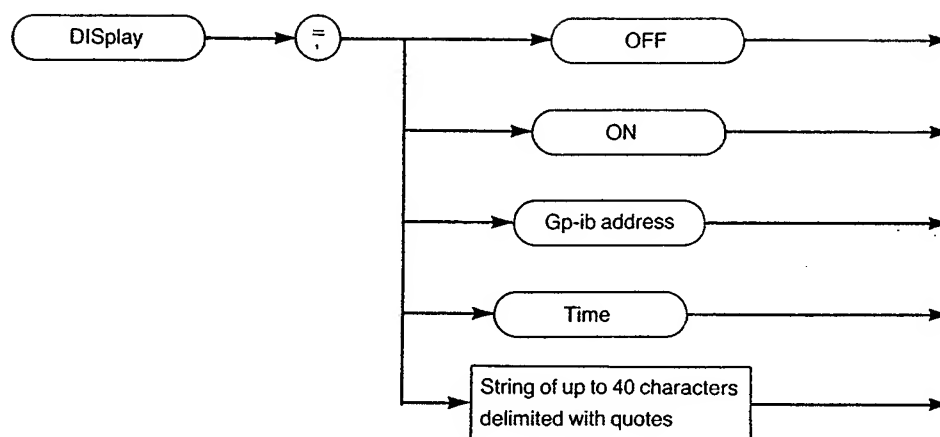 DISplay
=
,
OFF
ON
Gp-ib address
Time
String of up to 40 characters
delimited with quotes